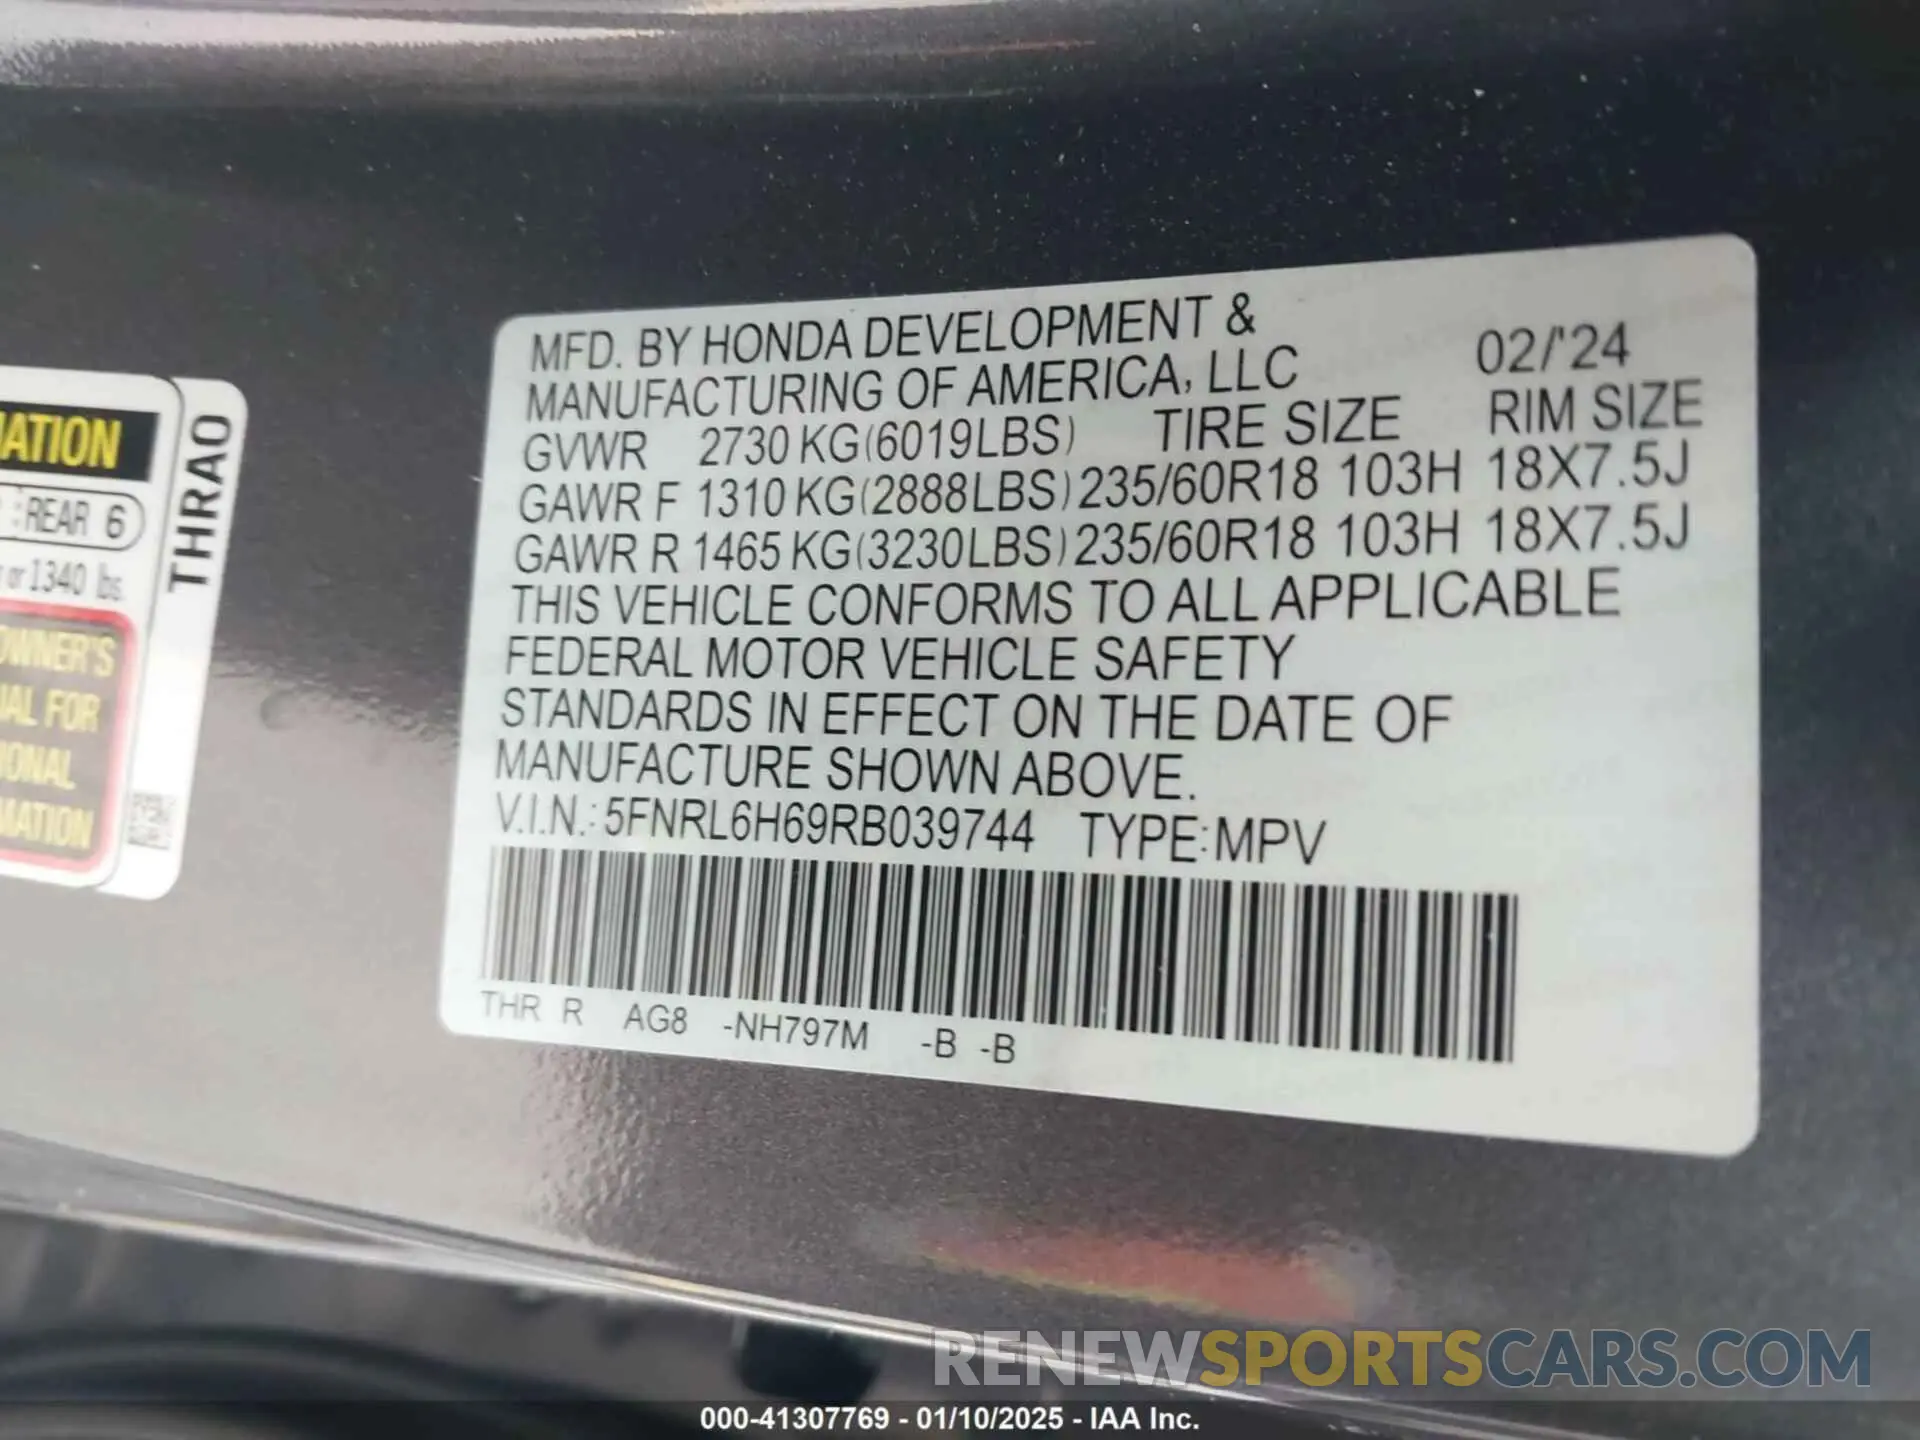 MATION
REAR 6
or 1340 lbs.
OWNER'S
FOR
MATION
THRAO
MFD. BY HONDA DEVELOPMENT &
MANUFACTURING OF AMERICA, LLC 02/'24
GVWR 2730 KG(6019LBS) TIRE SIZE RIM SIZE
GAWR F 1310 KG(2888LBS) 235/60R18 103H 18X7.5J
GAWR R 1465 KG(3230LBS) 235/60R18 103H 18X7.5J
THIS VEHICLE CONFORMS TO ALL APPLICABLE
FEDERAL MOTOR VEHICLE SAFETY
STANDARDS IN EFFECT ON THE DATE OF
MANUFACTURE SHOWN ABOVE.
V.I.N.: 5FNRL6H69RB039744 TYPE:MPV
THR R AG8 -NH797M -B -B
RENEWSPORTSCARS.COM
000-41307769 - 01/10/2025 - IAA Inc.